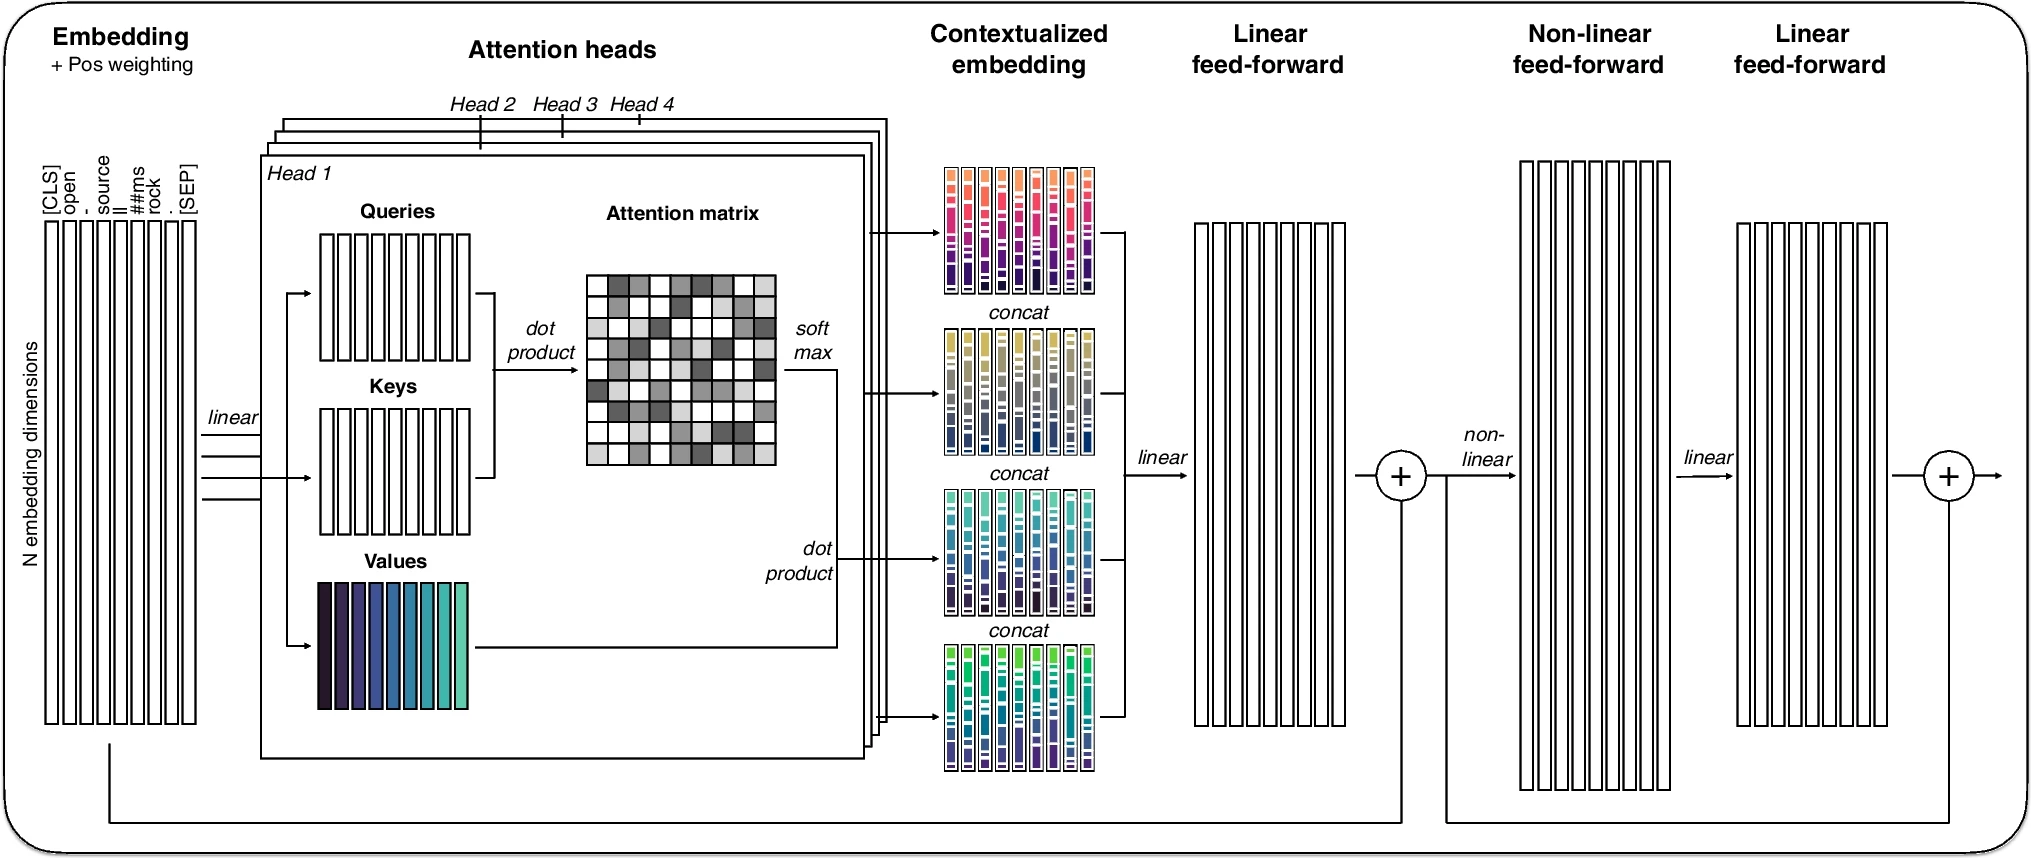 Embedding
+ Pos weighting
Attention heads
Contextualized
embedding
Linear
feed-forward
Non-linear
feed-forward
Linear
feed-forward
Head 2
Head 3
Head 4
Head 1
[CLS]
open
-
source
ll
##ms
rock
.
[SEP]
N embedding dimensions
linear
Queries
Keys
Values
dot
product
Attention matrix
soft
max
dot
product
concat
concat
concat
linear
+
non-
linear
linear
+